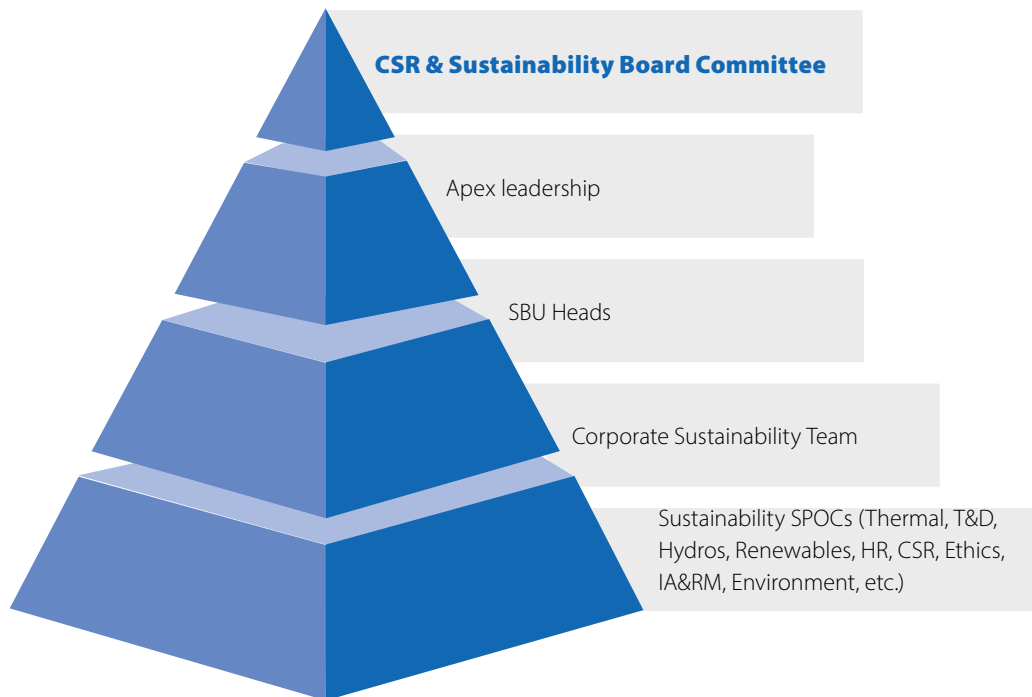 CSR & Sustainability Board Committee
Apex leadership
SBU Heads
Corporate Sustainability Team
Sustainability SPOCs (Thermal, T&D,
Hydros, Renewables, HR, CSR, Ethics,
IA&RM, Environment, etc.)